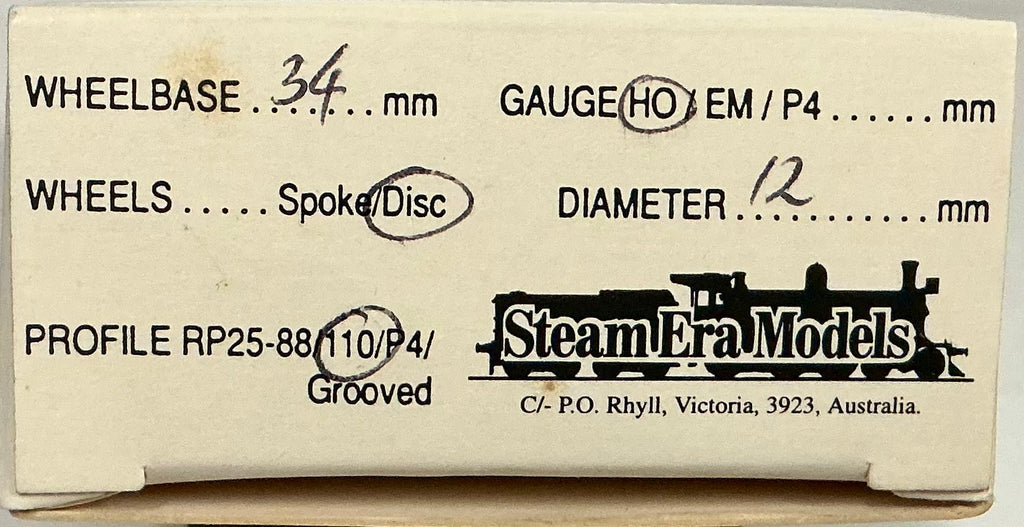 WHEELBASE . . 34 . . mm
GAUGE HO / EM / P4 . . . . . . mm
WHEELS . . . . . Spoke/Disc
DIAMETER . 12 . . . . . . . . . mm
PROFILE RP25-88/110/P4/
Grooved
Steam Era Models
C/- P.O. Rhyll, Victoria, 3923, Australia.